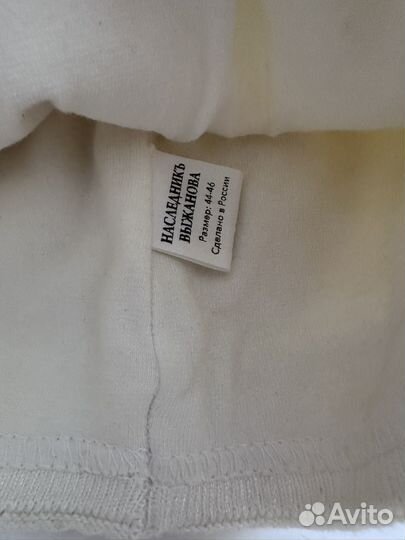 НАСЛЕДНИКЪ
ВЫЖАНОВА
Размер: 44-46
Сделано в России
Avito